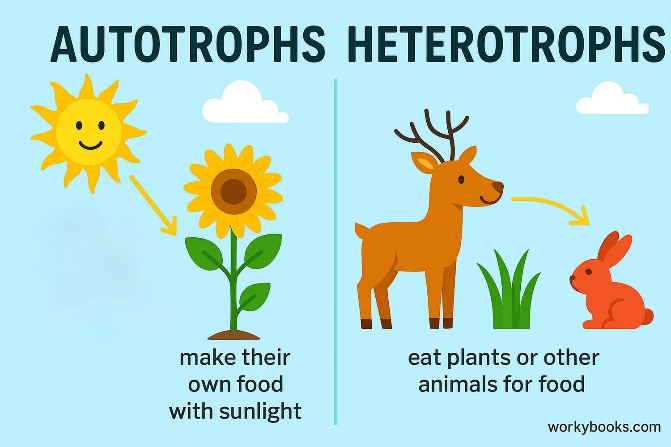 AUTOTROPHS
make their
own food
with sunlight
HETEROTROPHS
eat plants or other
animals for food
workybooks.com